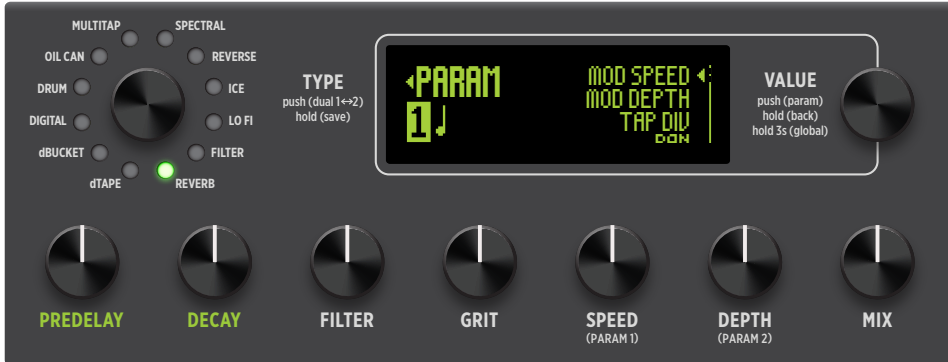 MULTITAP
SPECTRAL
OIL CAN
REVERSE
DRUM
ICE
DIGITAL
LO FI
dBUCKET
FILTER
dTAPE
REVERB
TYPE
push (dual 1↔2)
hold (save)
PARAM
1
MOD SPEED
MOD DEPTH
TAP DIV
VALUE
push (param)
hold (back)
hold 3s (global)
PREDELAY
DECAY
FILTER
GRIT
SPEED
(PARAM 1)
DEPTH
(PARAM 2)
MIX